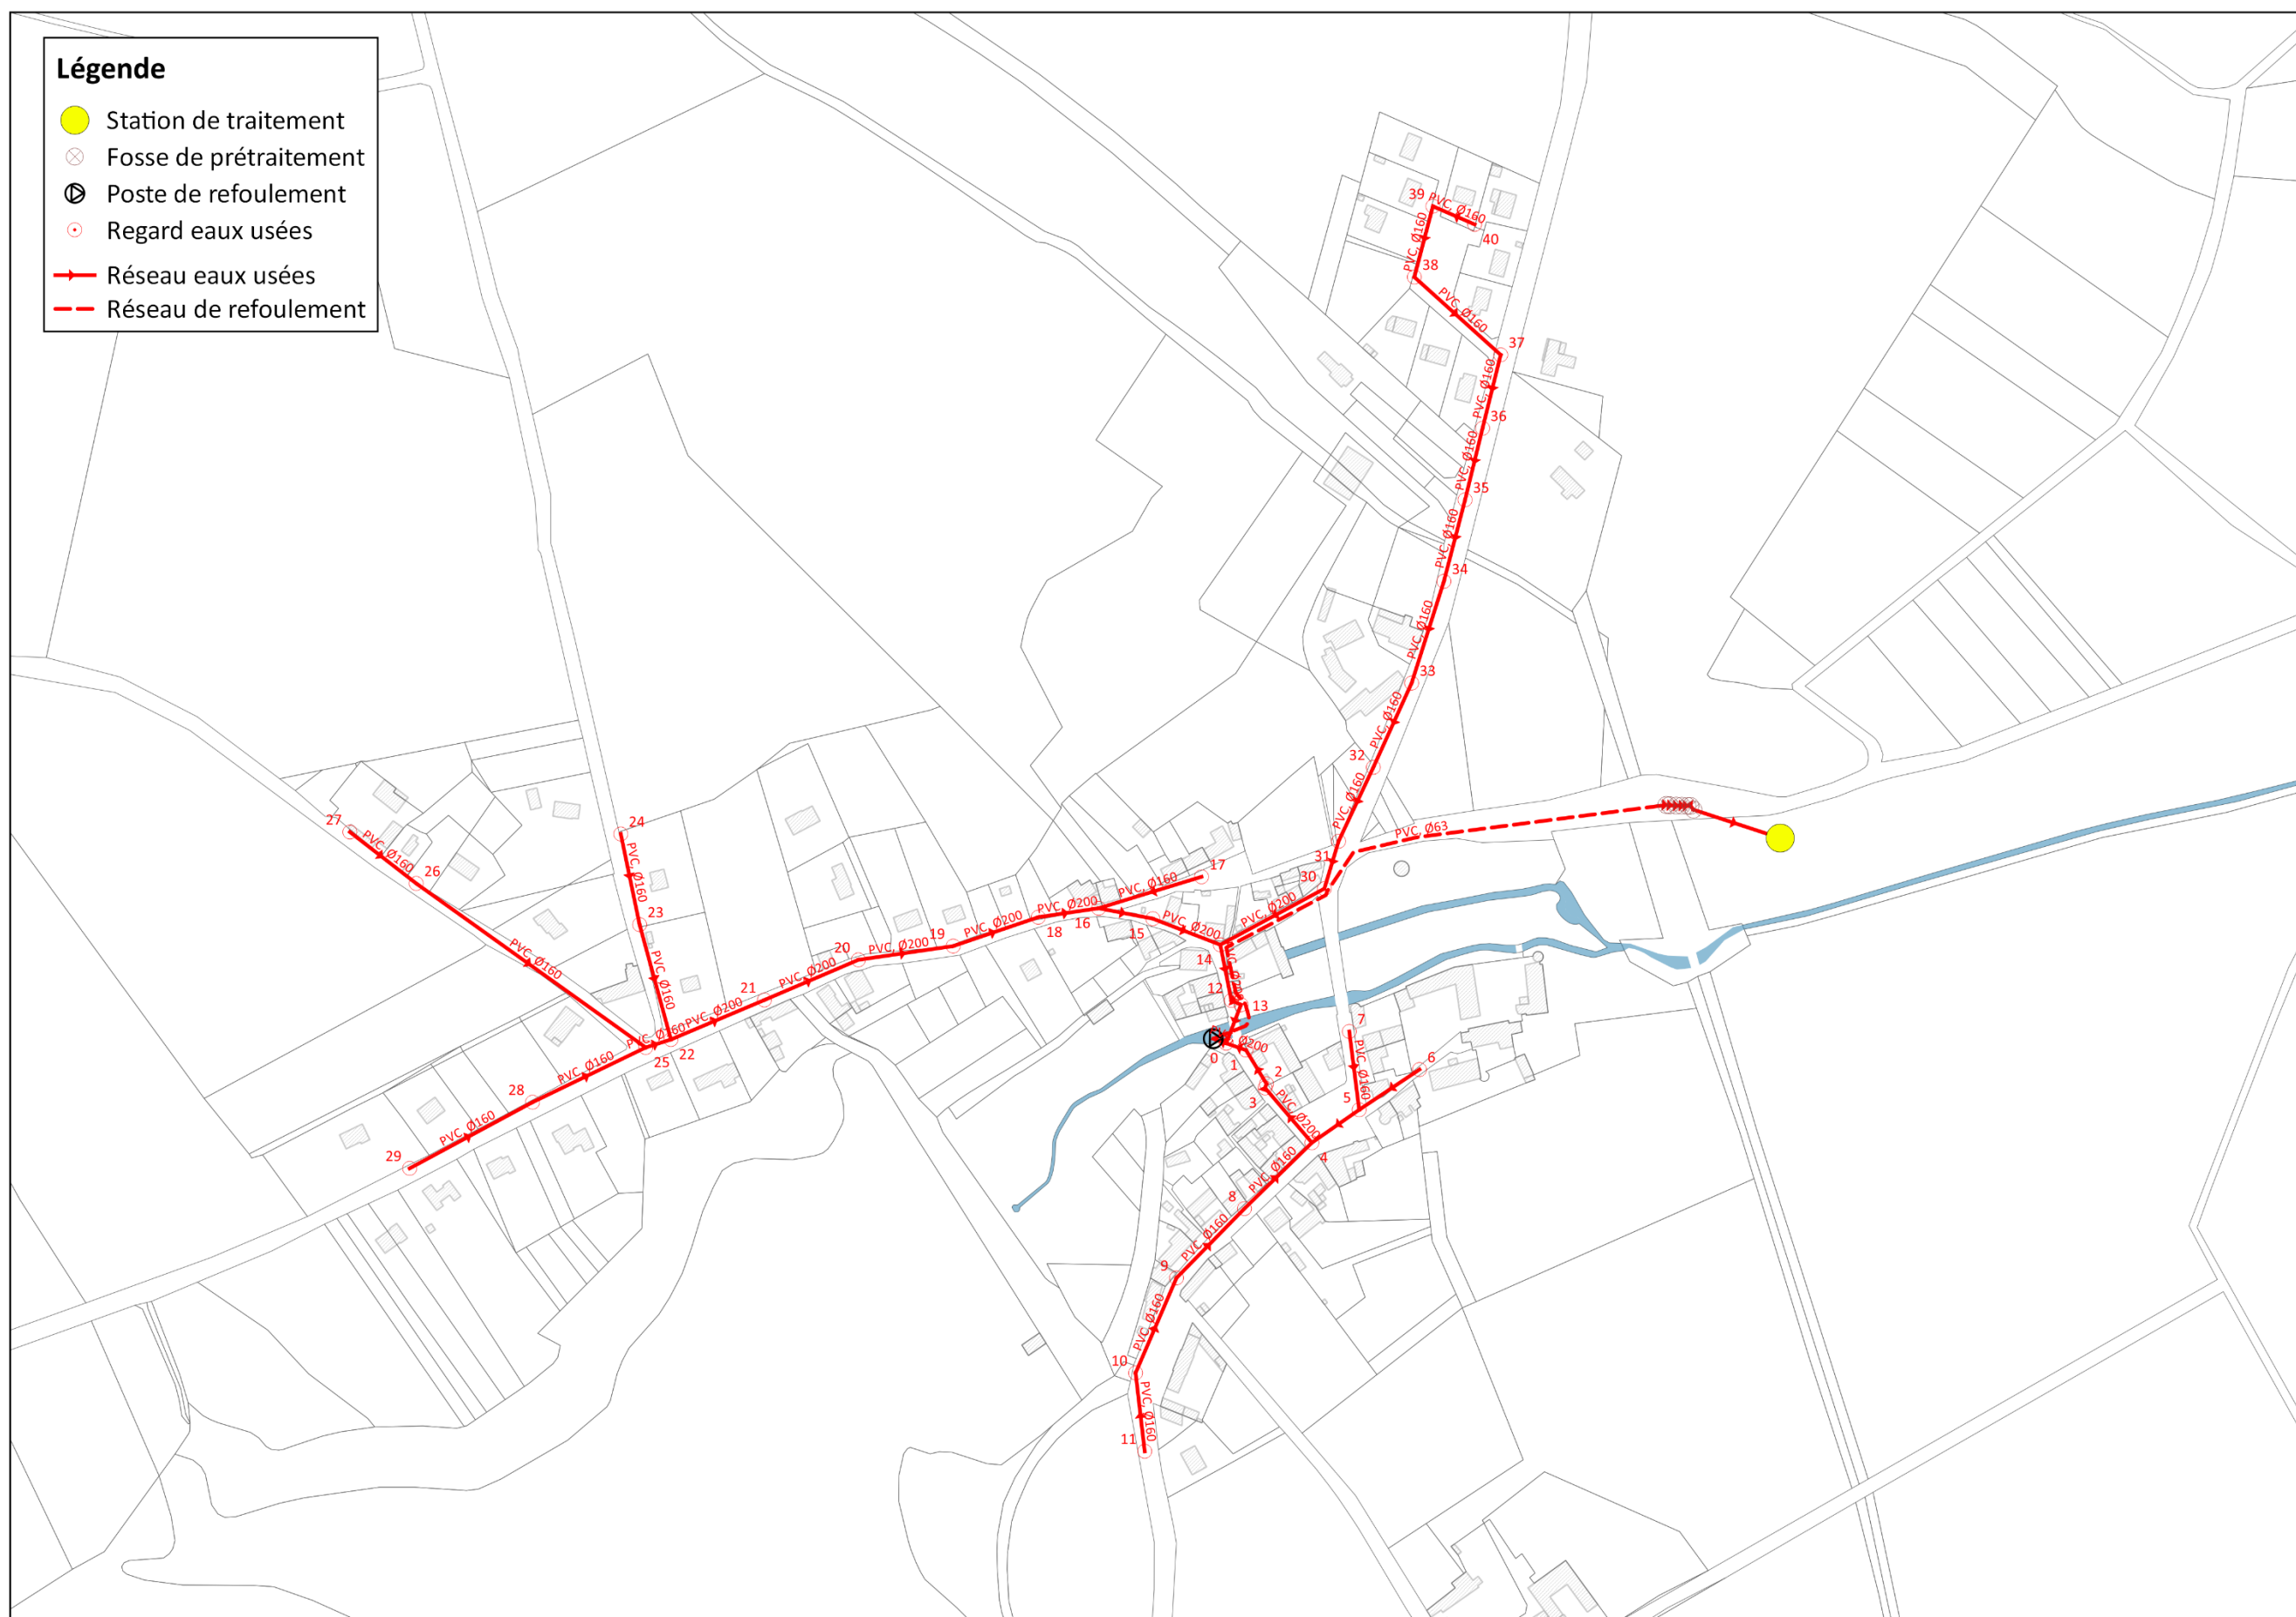 Légende
Station de traitement
Fosse de prétraitement
Poste de refoulement
Regard eaux usées
Réseau eaux usées
Réseau de refoulement
39
PVC, Ø160
40
PVC, Ø160
38
PVC, Ø160
37
PVC, Ø160
36
PVC, Ø160
35
PVC, Ø160
34
PVC, Ø160
33
PVC, Ø160
32
PVC, Ø160
31
PVC, Ø63
30
PVC, Ø200
27
PVC, Ø160
26
PVC, Ø160
24
PVC, Ø160
23
PVC, Ø160
17
PVC, Ø160
16
PVC, Ø200
18
15
PVC, Ø200
PVC, Ø200
19
PVC, Ø200
20
PVC, Ø200
21
PVC, Ø200
22
PVC, Ø160
25
PVC, Ø160
28
PVC, Ø160
29
14
12
13
0
1
Ø200
2
3
PVC, Ø200
7
PVC, Ø160
6
5
4
PVC, Ø160
8
PVC, Ø160
9
PVC, Ø160
10
PVC, Ø160
11